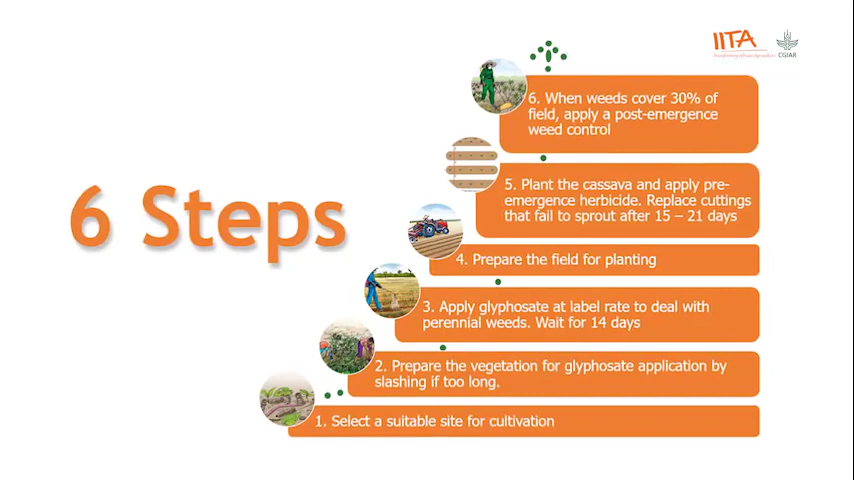 IITA
Transforming African Agriculture
CGIAR
6 Steps
6. When weeds cover 30% of
field, apply a post-emergence
weed control
5. Plant the cassava and apply pre-
emergence herbicide. Replace cuttings
that fail to sprout after 15 – 21 days
4. Prepare the field for planting
3. Apply glyphosate at label rate to deal with
perennial weeds. Wait for 14 days
2. Prepare the vegetation for glyphosate application by
slashing if too long.
1. Select a suitable site for cultivation